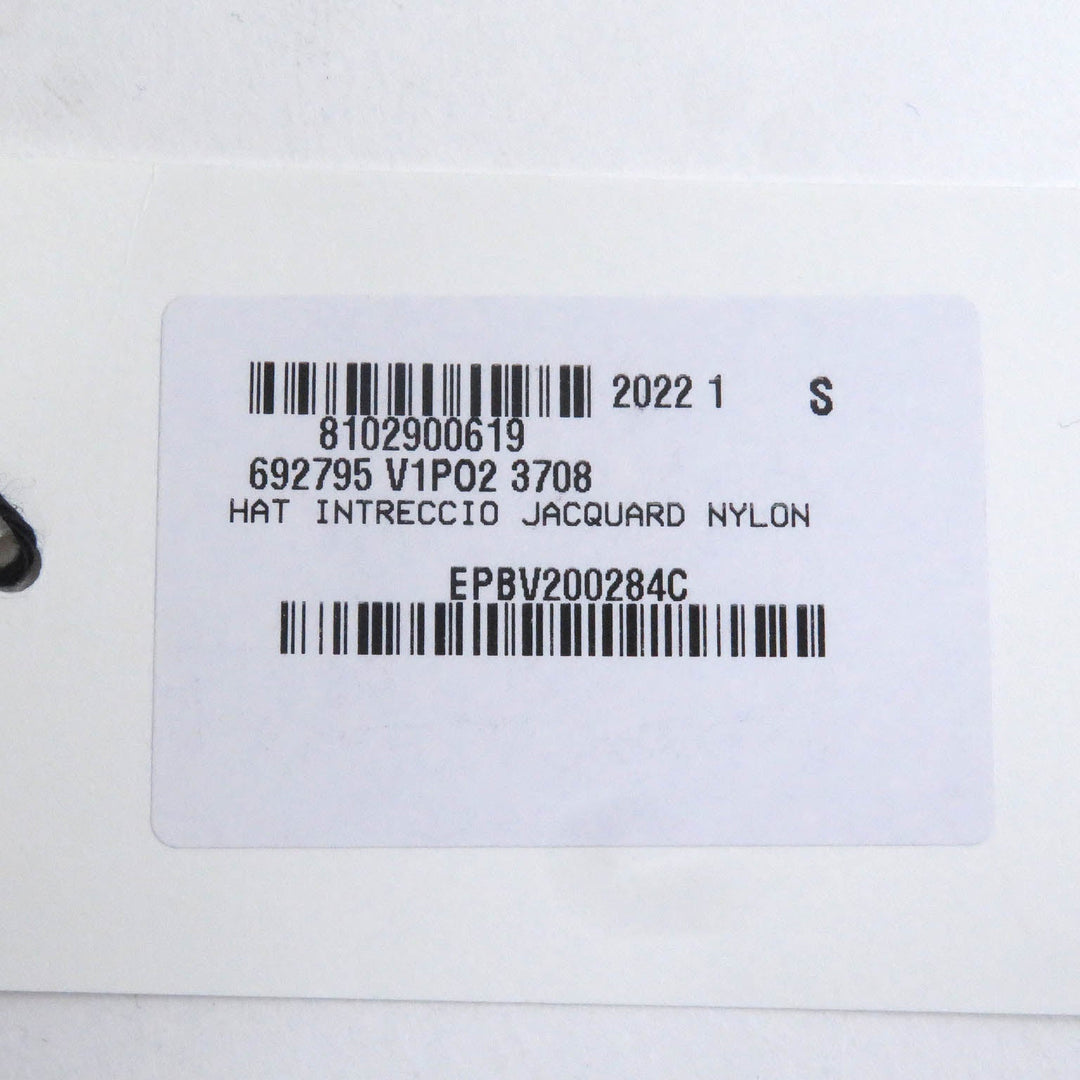 2022 1 S
8102900619
692795 V1PO2 3708
HAT INTRECCIO JACQUARD NYLON
EPBV200284C